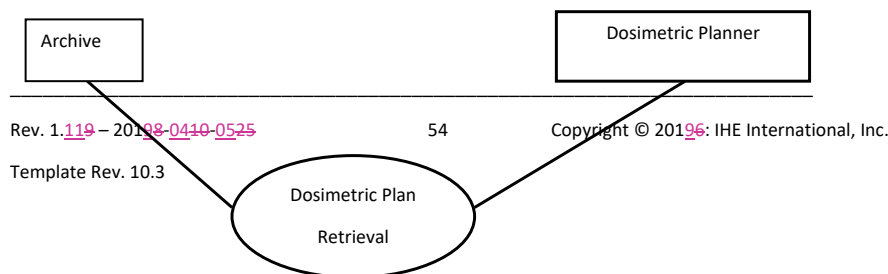 Archive
Dosimetric Planner
Rev. 1.119 – 20198-0410-0525 54 Copyright © 20196: IHE International, Inc.
Template Rev. 10.3
Dosimetric Plan
Retrieval